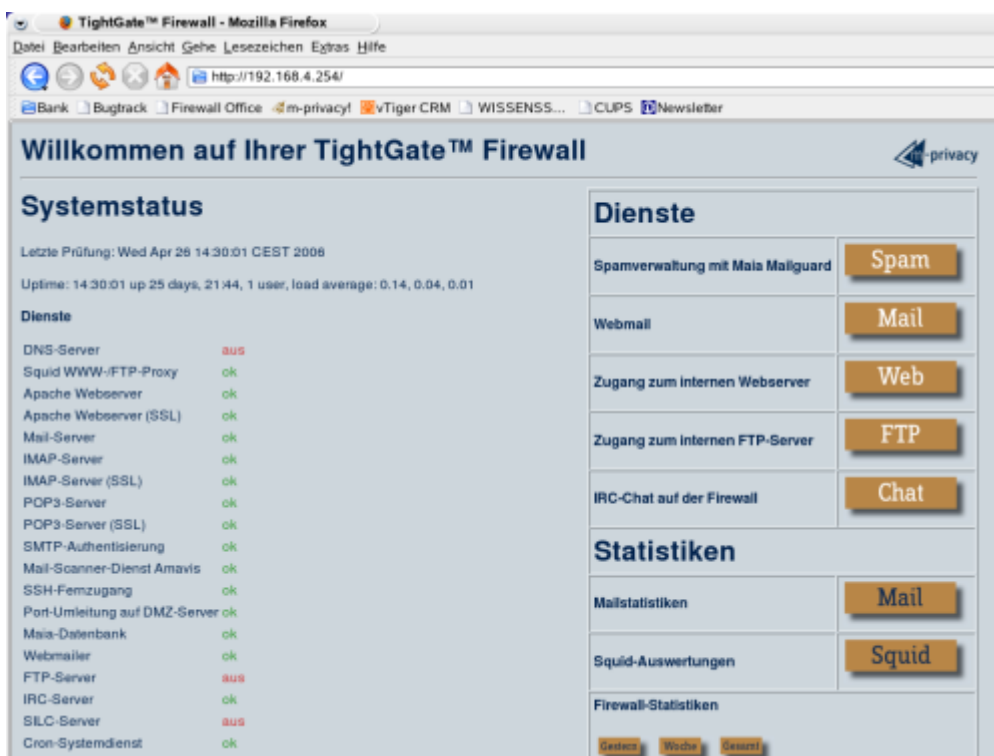 TightGate™ Firewall - Mozilla Firefox
Datei Bearbeiten Ansicht Gehe Lesezeichen Extras Hilfe
http://192.168.4.254/
Bank Bugtrack Firewall Office m-privacy! vTiger CRM WISSENSS... CUPS Newsletter
Willkommen auf Ihrer TightGate™ Firewall
m-privacy
Systemstatus
Letzte Prüfung: Wed Apr 26 14:30:01 CEST 2006
Uptime: 14:30:01 up 25 days, 21:44, 1 user, load average: 0.14, 0.04, 0.01
Dienste
DNS-Server aus
Squid WWW-/FTP-Proxy ok
Apache Webserver ok
Apache Webserver (SSL) ok
Mail-Server ok
IMAP-Server ok
IMAP-Server (SSL) ok
POP3-Server ok
POP3-Server (SSL) ok
SMTP-Authentisierung ok
Mail-Scanner-Dienst Amavis ok
SSH-Fernzugang ok
Port-Umleitung auf DMZ-Server ok
Maia-Datenbank ok
Webmailer ok
FTP-Server aus
IRC-Server ok
SILC-Server aus
Cron-Systemdienst ok
Dienste
Spamverwaltung mit Maia Mailguard Spam
Webmail Mail
Zugang zum internen Webserver Web
Zugang zum internen FTP-Server FTP
IRC-Chat auf der Firewall Chat
Statistiken
Mailstatistiken Mail
Squid-Auswertungen Squid
Firewall-Statistiken
Gestern Woche Gesamt